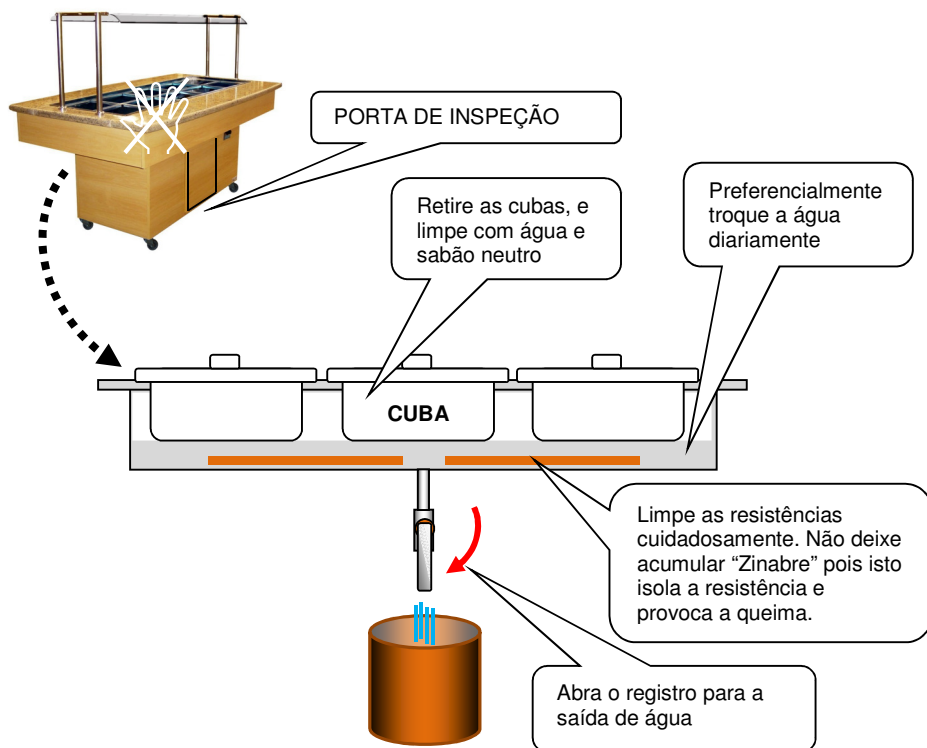 PORTA DE INSPEÇÃO
Retire as cubas, e
limpe com água e
sabão neutro
Preferencialmente
troque a água
diariamente
CUBA
Limpe as resistências
cuidadosamente. Não deixe
acumular “Zinabre” pois isto
isola a resistência e
provoca a queima.
Abra o registro para a
saída de água